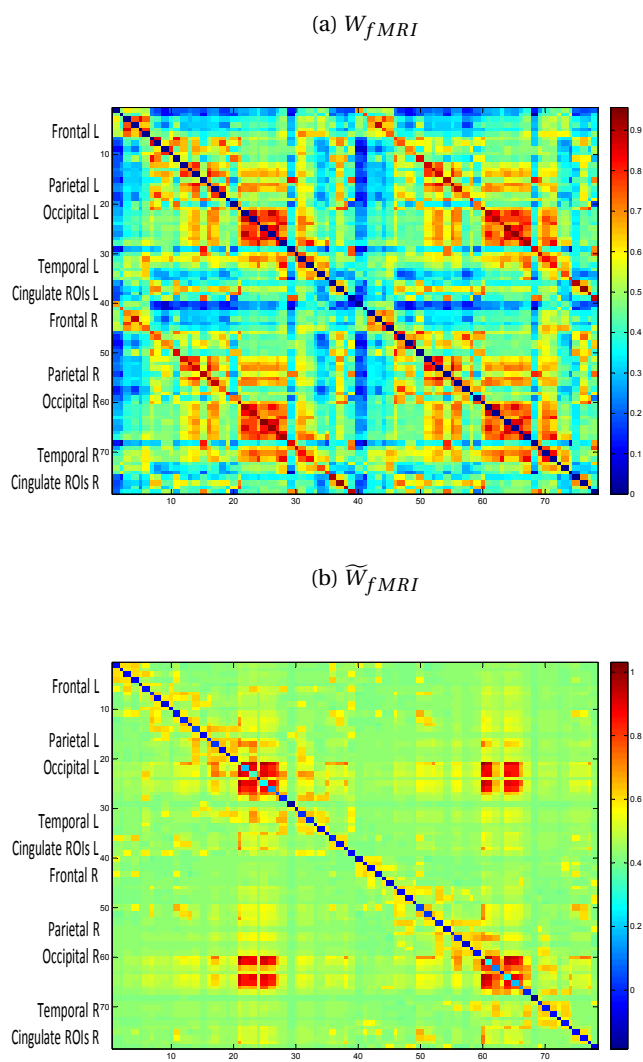 (a) W_{fMRI}
Frontal L
Parietal L
Occipital L
Temporal L
Cingulate ROIs L
Frontal R
Parietal R
Occipital R
Temporal R
Cingulate ROIs R
10
20
30
40
50
60
70
10 20 30 40 50 60 70
0.9
0.8
0.7
0.6
0.5
0.4
0.3
0.2
0.1
0
(b) \widetilde{W}_{fMRI}
Frontal L
Parietal L
Occipital L
Temporal L
Cingulate ROIs L
Frontal R
Parietal R
Occipital R
Temporal R
Cingulate ROIs R
10
20
30
40
50
60
70
10 20 30 40 50 60 70
1
0.8
0.6
0.4
0.2
0